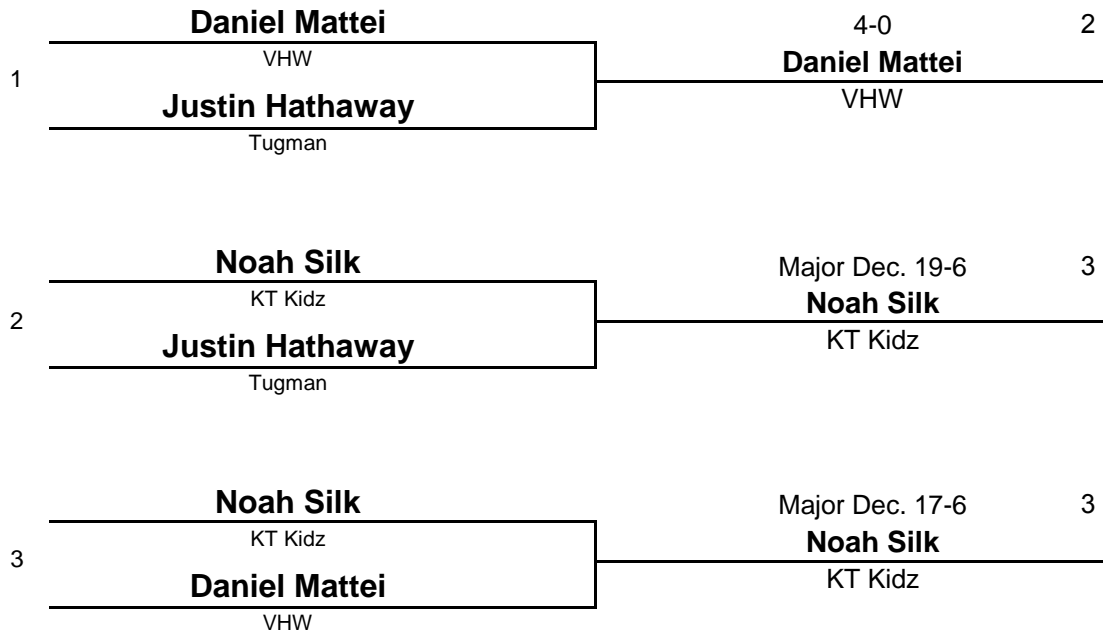 Daniel Mattei 4-0 2
VHW Daniel Mattei
1
Justin Hathaway VHW
Tugman
Noah Silk Major Dec. 19-6 3
KT Kidz Noah Silk
2
Justin Hathaway KT Kidz
Tugman
Noah Silk Major Dec. 17-6 3
KT Kidz Noah Silk
3
Daniel Mattei KT Kidz
VHW